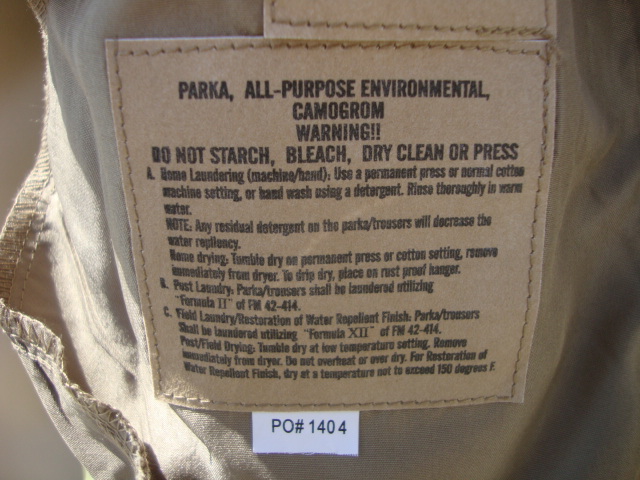 PARKA, ALL-PURPOSE ENVIRONMENTAL,
CAMOGROM
WARNING!!
DO NOT STARCH, BLEACH, DRY CLEAN OR PRESS
A. Home Laundering (machine/hand): Use a permanent press or normal cotton
machine setting, or hand wash using a detergent. Rinse thoroughly in warm
water.
NOTE: Any residual detergent on the parka/trousers will decrease the
water repllency.
Home drying: Tumble dry on permanent press or cotton setting, remove
immediately from dryer. To drip dry, place on rust proof hanger.
B. Post Laundry: Parka/trousers shall be laundered utilizing
"Formula II" of FM 42-414.
C. Field Laundry/Restoration of Water Repellent Finish: Parka/trousers
Shall be laundered utilizing "Formula XII" of FM 42-414.
Post/Field Drying: Tumble dry at low temperature setting. Remove
immediately from dryer. Do not overheat or over dry. For Restoration of
Water Repellent Finish, dry at a temperature not to exceed 150 degrees F.
PO# 1404